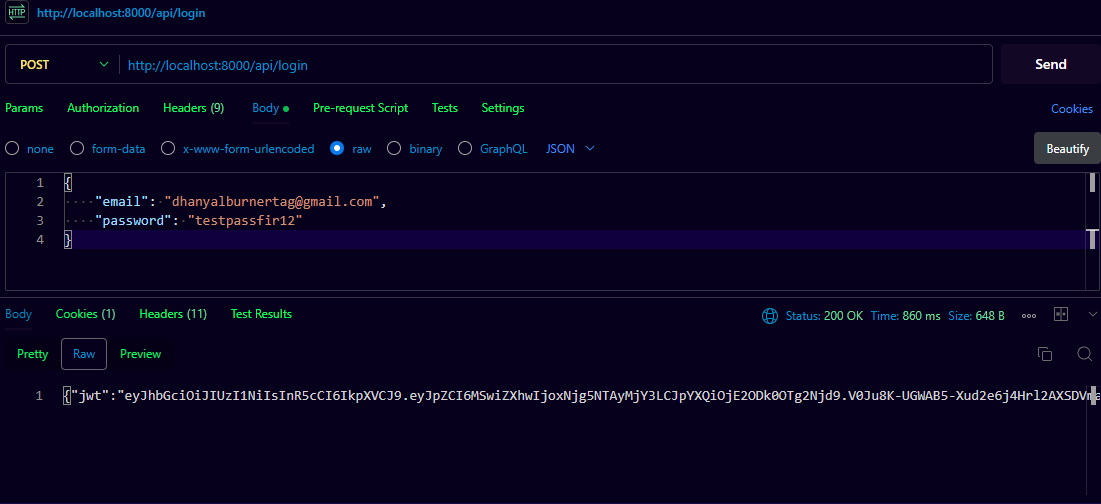 HTTP http://localhost:8000/api/login
POST http://localhost:8000/api/login Send
Params Authorization Headers (9) Body Pre-request Script Tests Settings Cookies
none form-data x-www-form-urlencoded raw binary GraphQL JSON Beautify
1 {
2 "email": "dhanyalburnertag@gmail.com",
3 "password": "testpassfir12"
4 }
Body Cookies (1) Headers (11) Test Results Status: 200 OK Time: 860 ms Size: 648 B
Pretty Raw Preview
1 {"jwt":"eyJhbGciOiJIUzI1NiIsInR5cCI6IkpXVCJ9.eyJpZCI6MSwiZXhwIjoxNjg5NTAyMjY3LCJpYXQiOjE2ODk0OTg2Njd9.V0Ju8K-UGWAB5-Xud2e6j4Hrl2AXSDVma